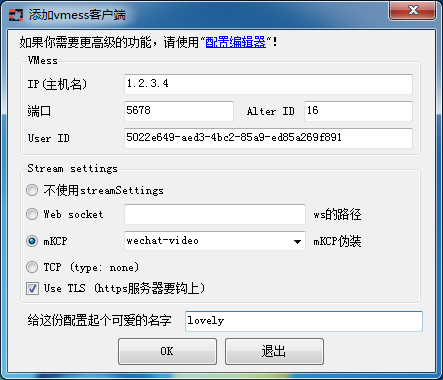 添加vmess客户端
如果你需要更高级的功能，请使用"配置编辑器"！
VMess
IP(主机名) 1.2.3.4
端口 5678 Alter ID 16
User ID 5022e649-aed3-4bc2-85a9-ed85a269f891
Stream settings
不使用streamSettings
Web socket ws的路径
mKCP wechat-video mKCP伪装
TCP (type: none)
Use TLS (https服务器要钩上)
给这份配置起个可爱的名字 lovely
OK 退出